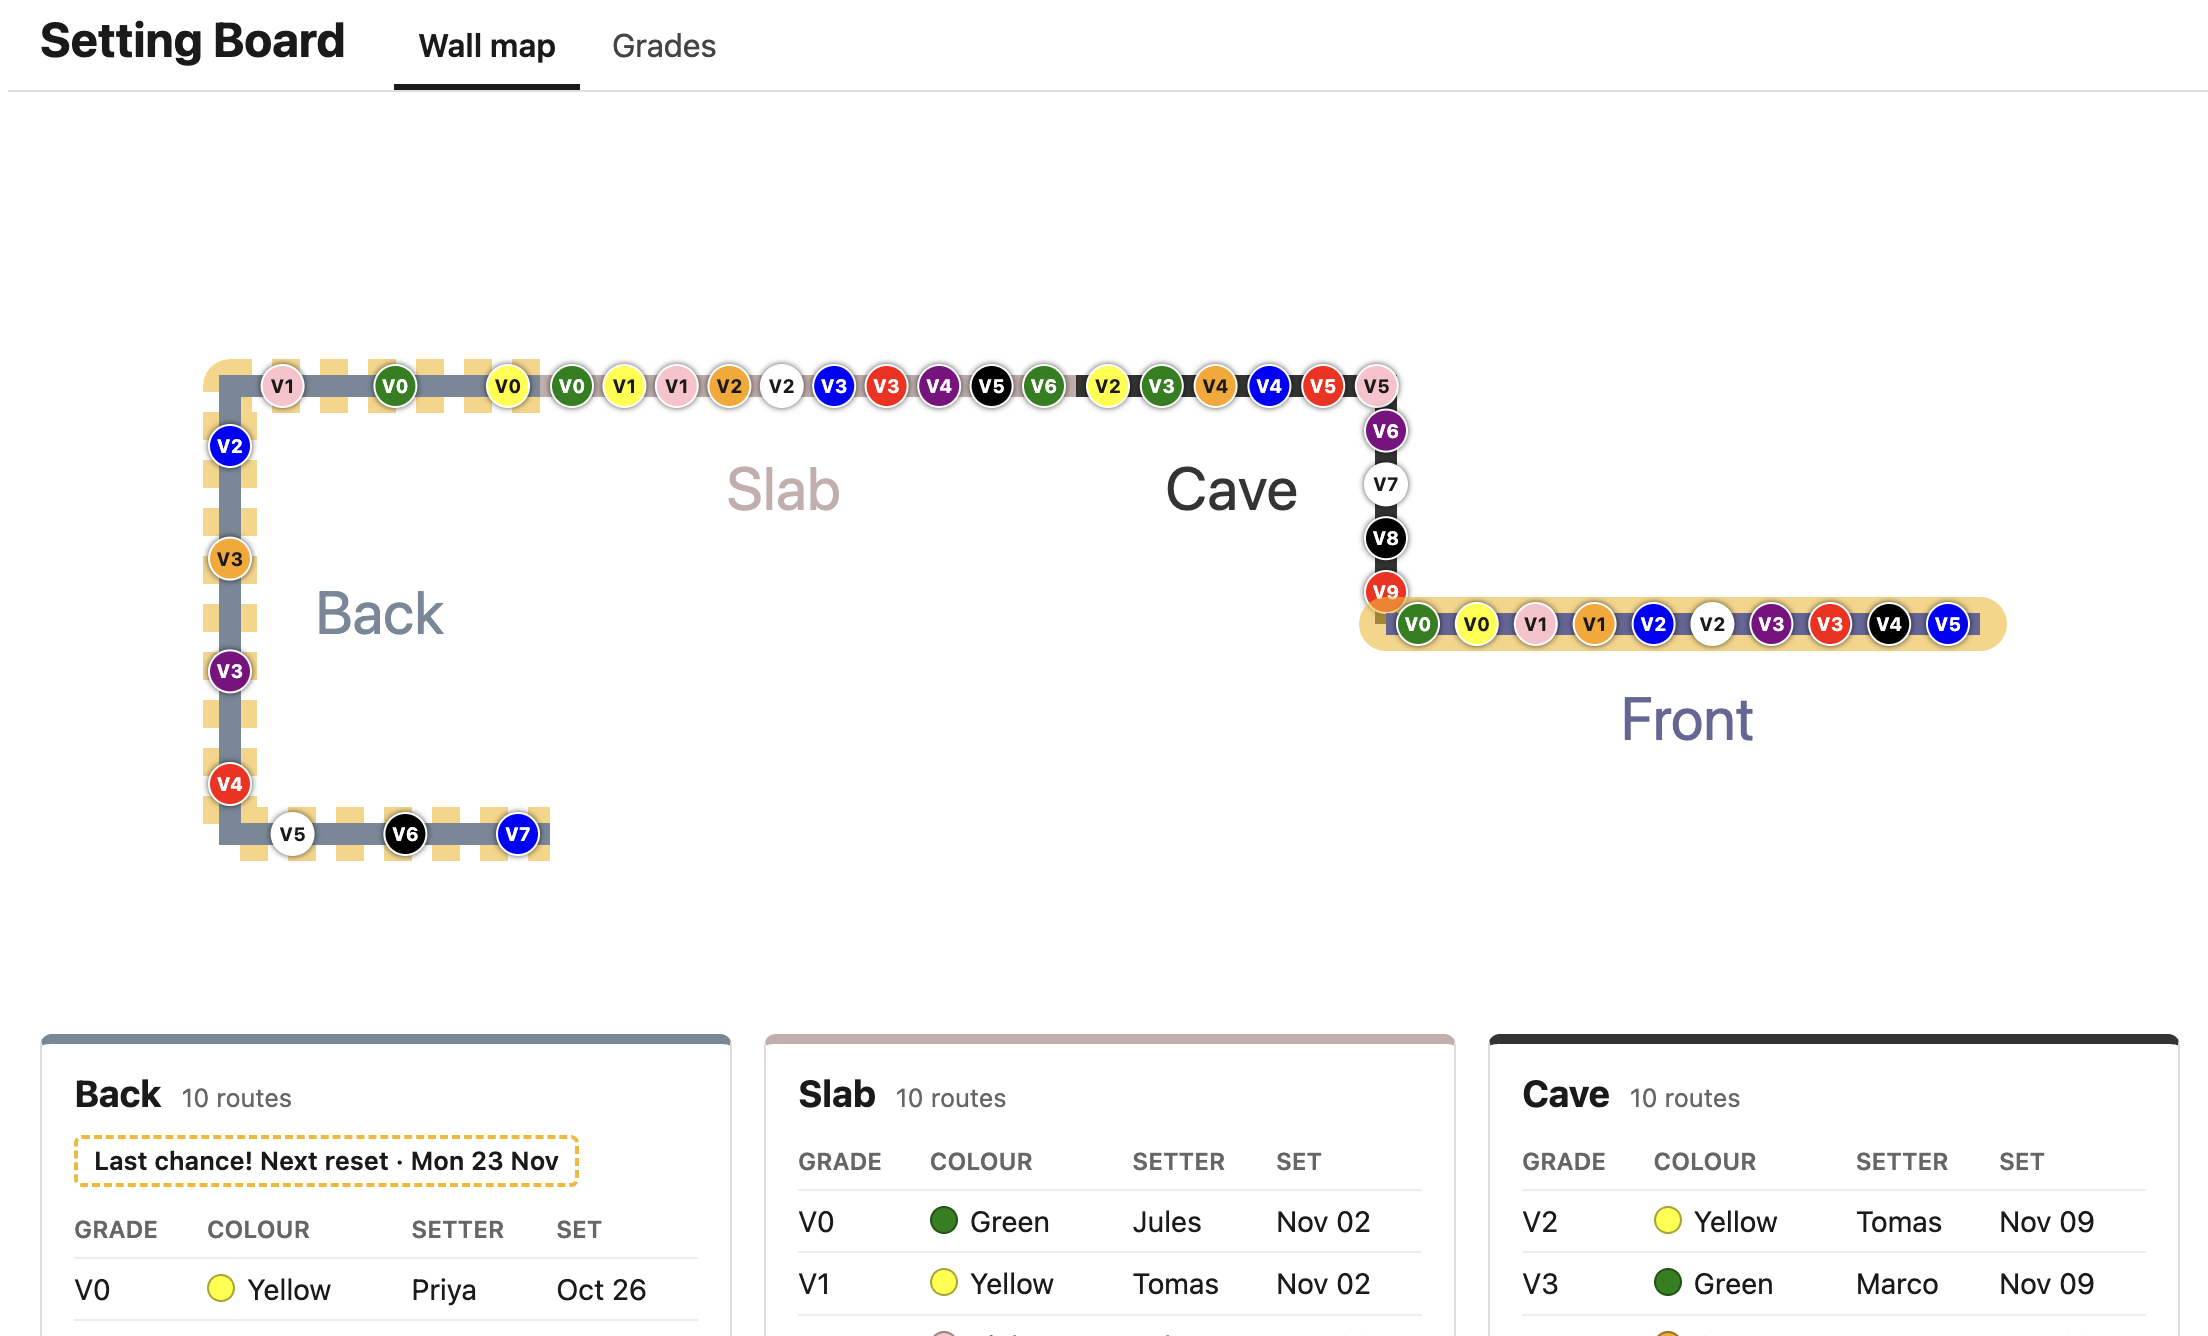 Setting Board Wall map Grades
V1 V0 V0 V0 V1 V1 V2 V2 V3 V3 V4 V5 V6 V2 V3 V4 V4 V5 V5
V6
V2
V7
Slab Cave
V8
V3
V9
Back
V0 V0 V1 V1 V2 V2 V3 V3 V4 V5
V3
Front
V4
V5 V6 V7
Back 10 routes
Last chance! Next reset · Mon 23 Nov
GRADE COLOUR SETTER SET
V0 Yellow Priya Oct 26
Slab 10 routes
GRADE COLOUR SETTER SET
V0 Green Jules Nov 02
V1 Yellow Tomas Nov 02
Cave 10 routes
GRADE COLOUR SETTER SET
V2 Yellow Tomas Nov 09
V3 Green Marco Nov 09